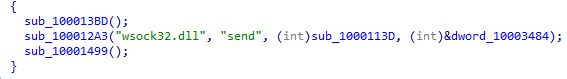 {
sub_100013BD();
sub_100012A3("wsock32.dll", "send", (int)sub_1000113D, (int)&dword_10003484);
sub_10001499();
}